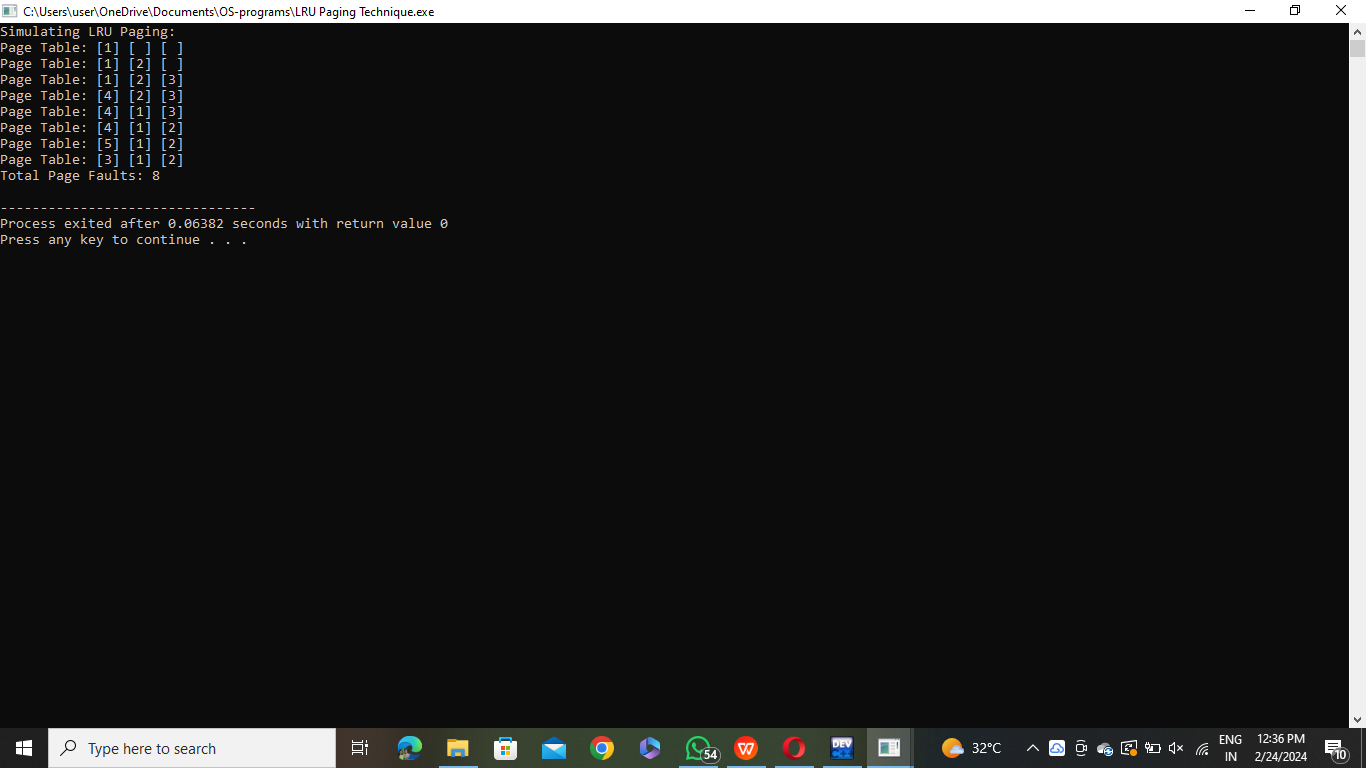 C:\Users\user\OneDrive\Documents\OS-programs\LRU Paging Technique.exe
Simulating LRU Paging:
Page Table: [1] [ ] [ ]
Page Table: [1] [2] [ ]
Page Table: [1] [2] [3]
Page Table: [4] [2] [3]
Page Table: [4] [1] [3]
Page Table: [4] [1] [2]
Page Table: [5] [1] [2]
Page Table: [3] [1] [2]
Total Page Faults: 8
--------------------------------
Process exited after 0.06382 seconds with return value 0
Press any key to continue . . .
Type here to search
54
W
DEV
32°C
ENG
IN
12:36 PM
2/24/2024
10